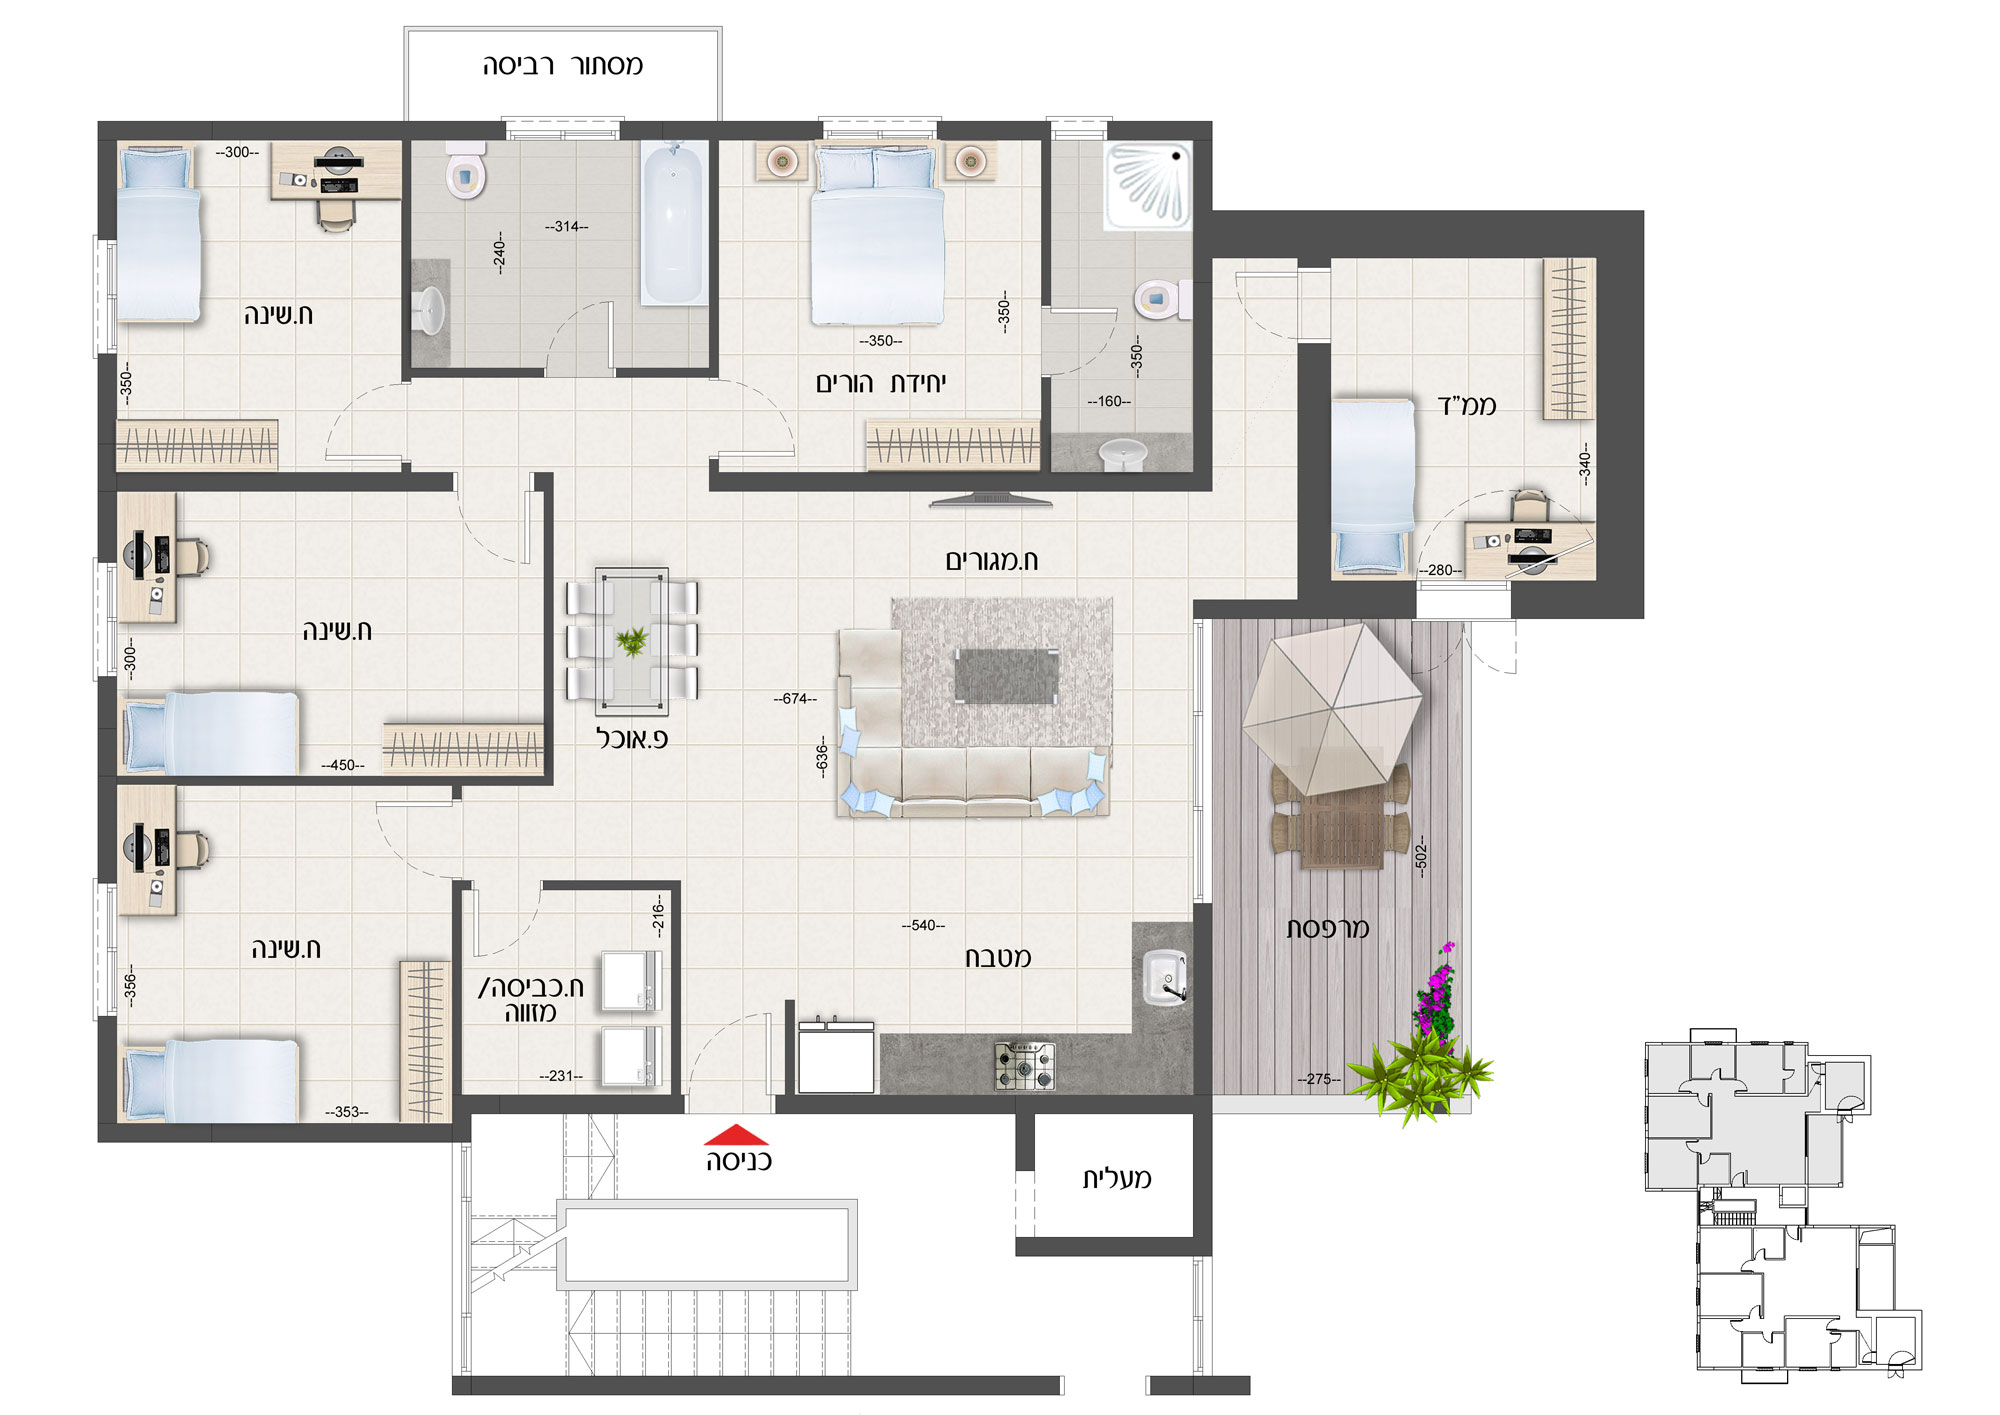 מסתור רביסה
--300--
ח.שינה
--350--
--314--
--240--
--350--
--350--
יחידת הורים
--350--
--160--
ממ"ד
--340--
--280--
ח.שינה
--300--
--450--
פ.אוכל
ח.מגורים
--674--
--636--
--502--
מרפסת
--275--
ח.שינה
--356--
--353--
--216--
ח.כביסה/
מזווה
--231--
--540--
מטבח
כניסה
מעלית